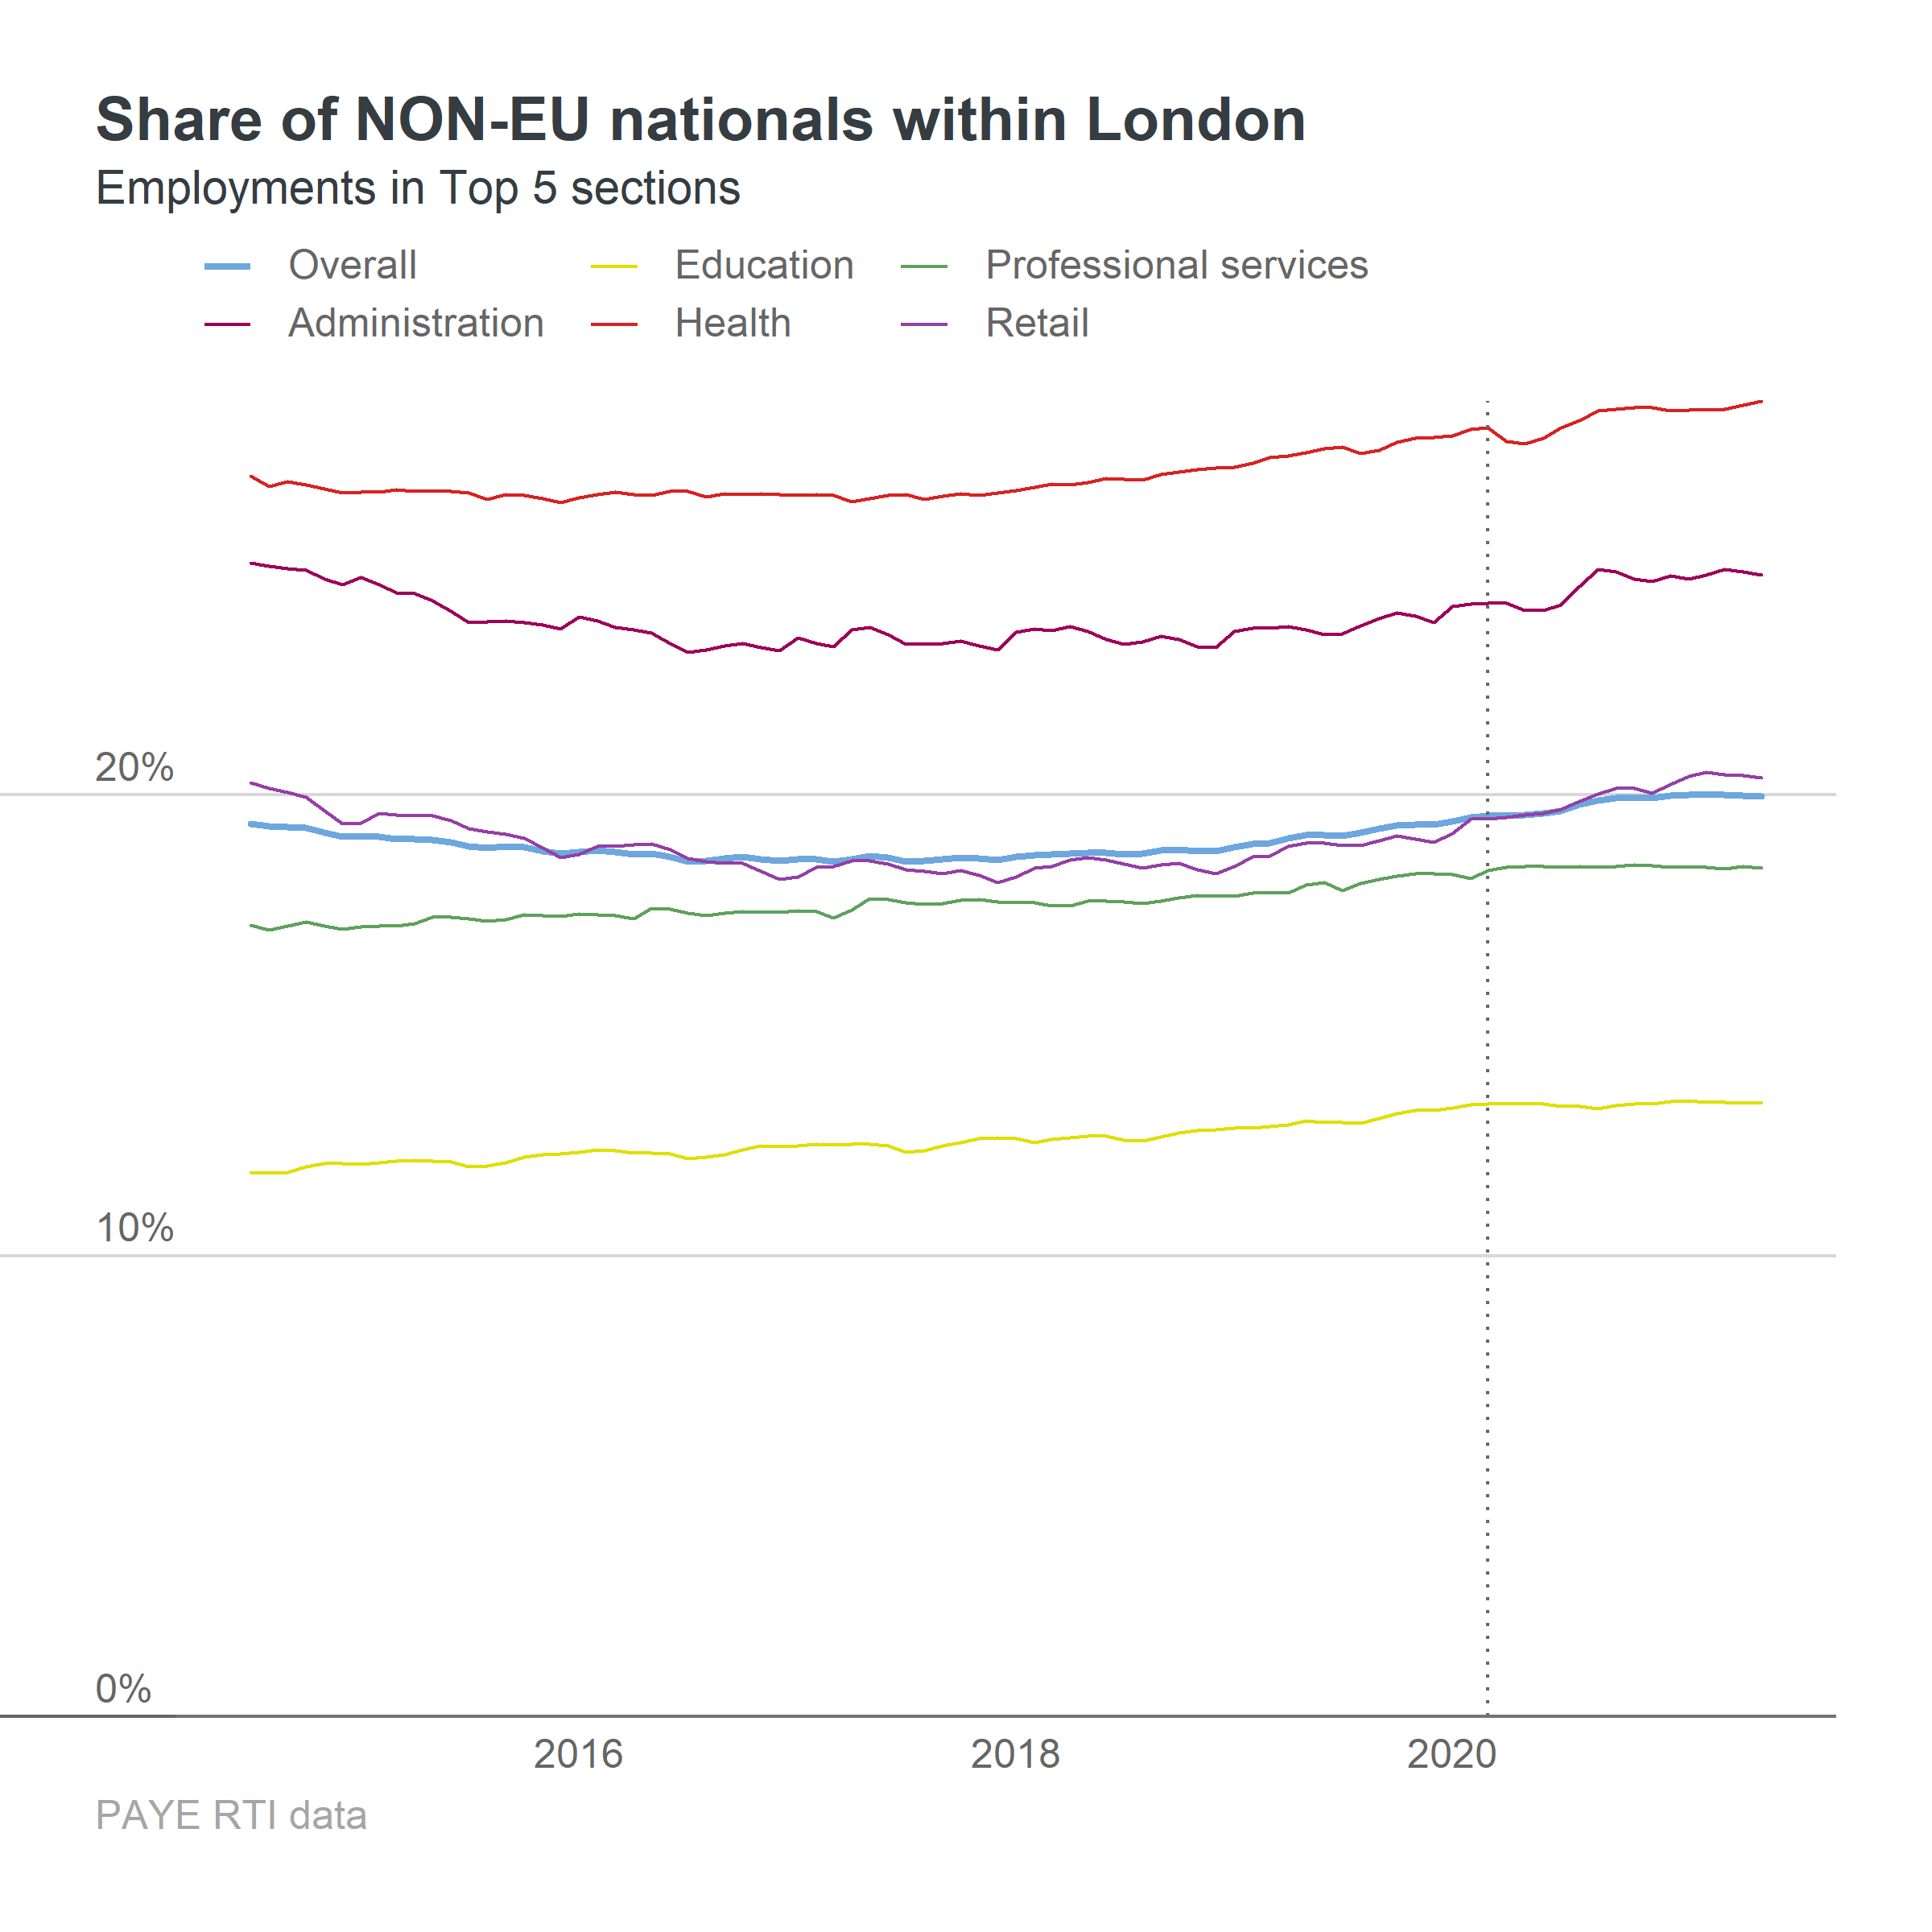 Share of NON-EU nationals within London
Employments in Top 5 sections
Overall Education Professional services
Administration Health Retail
20%
10%
0%
2016 2018 2020
PAYE RTI data